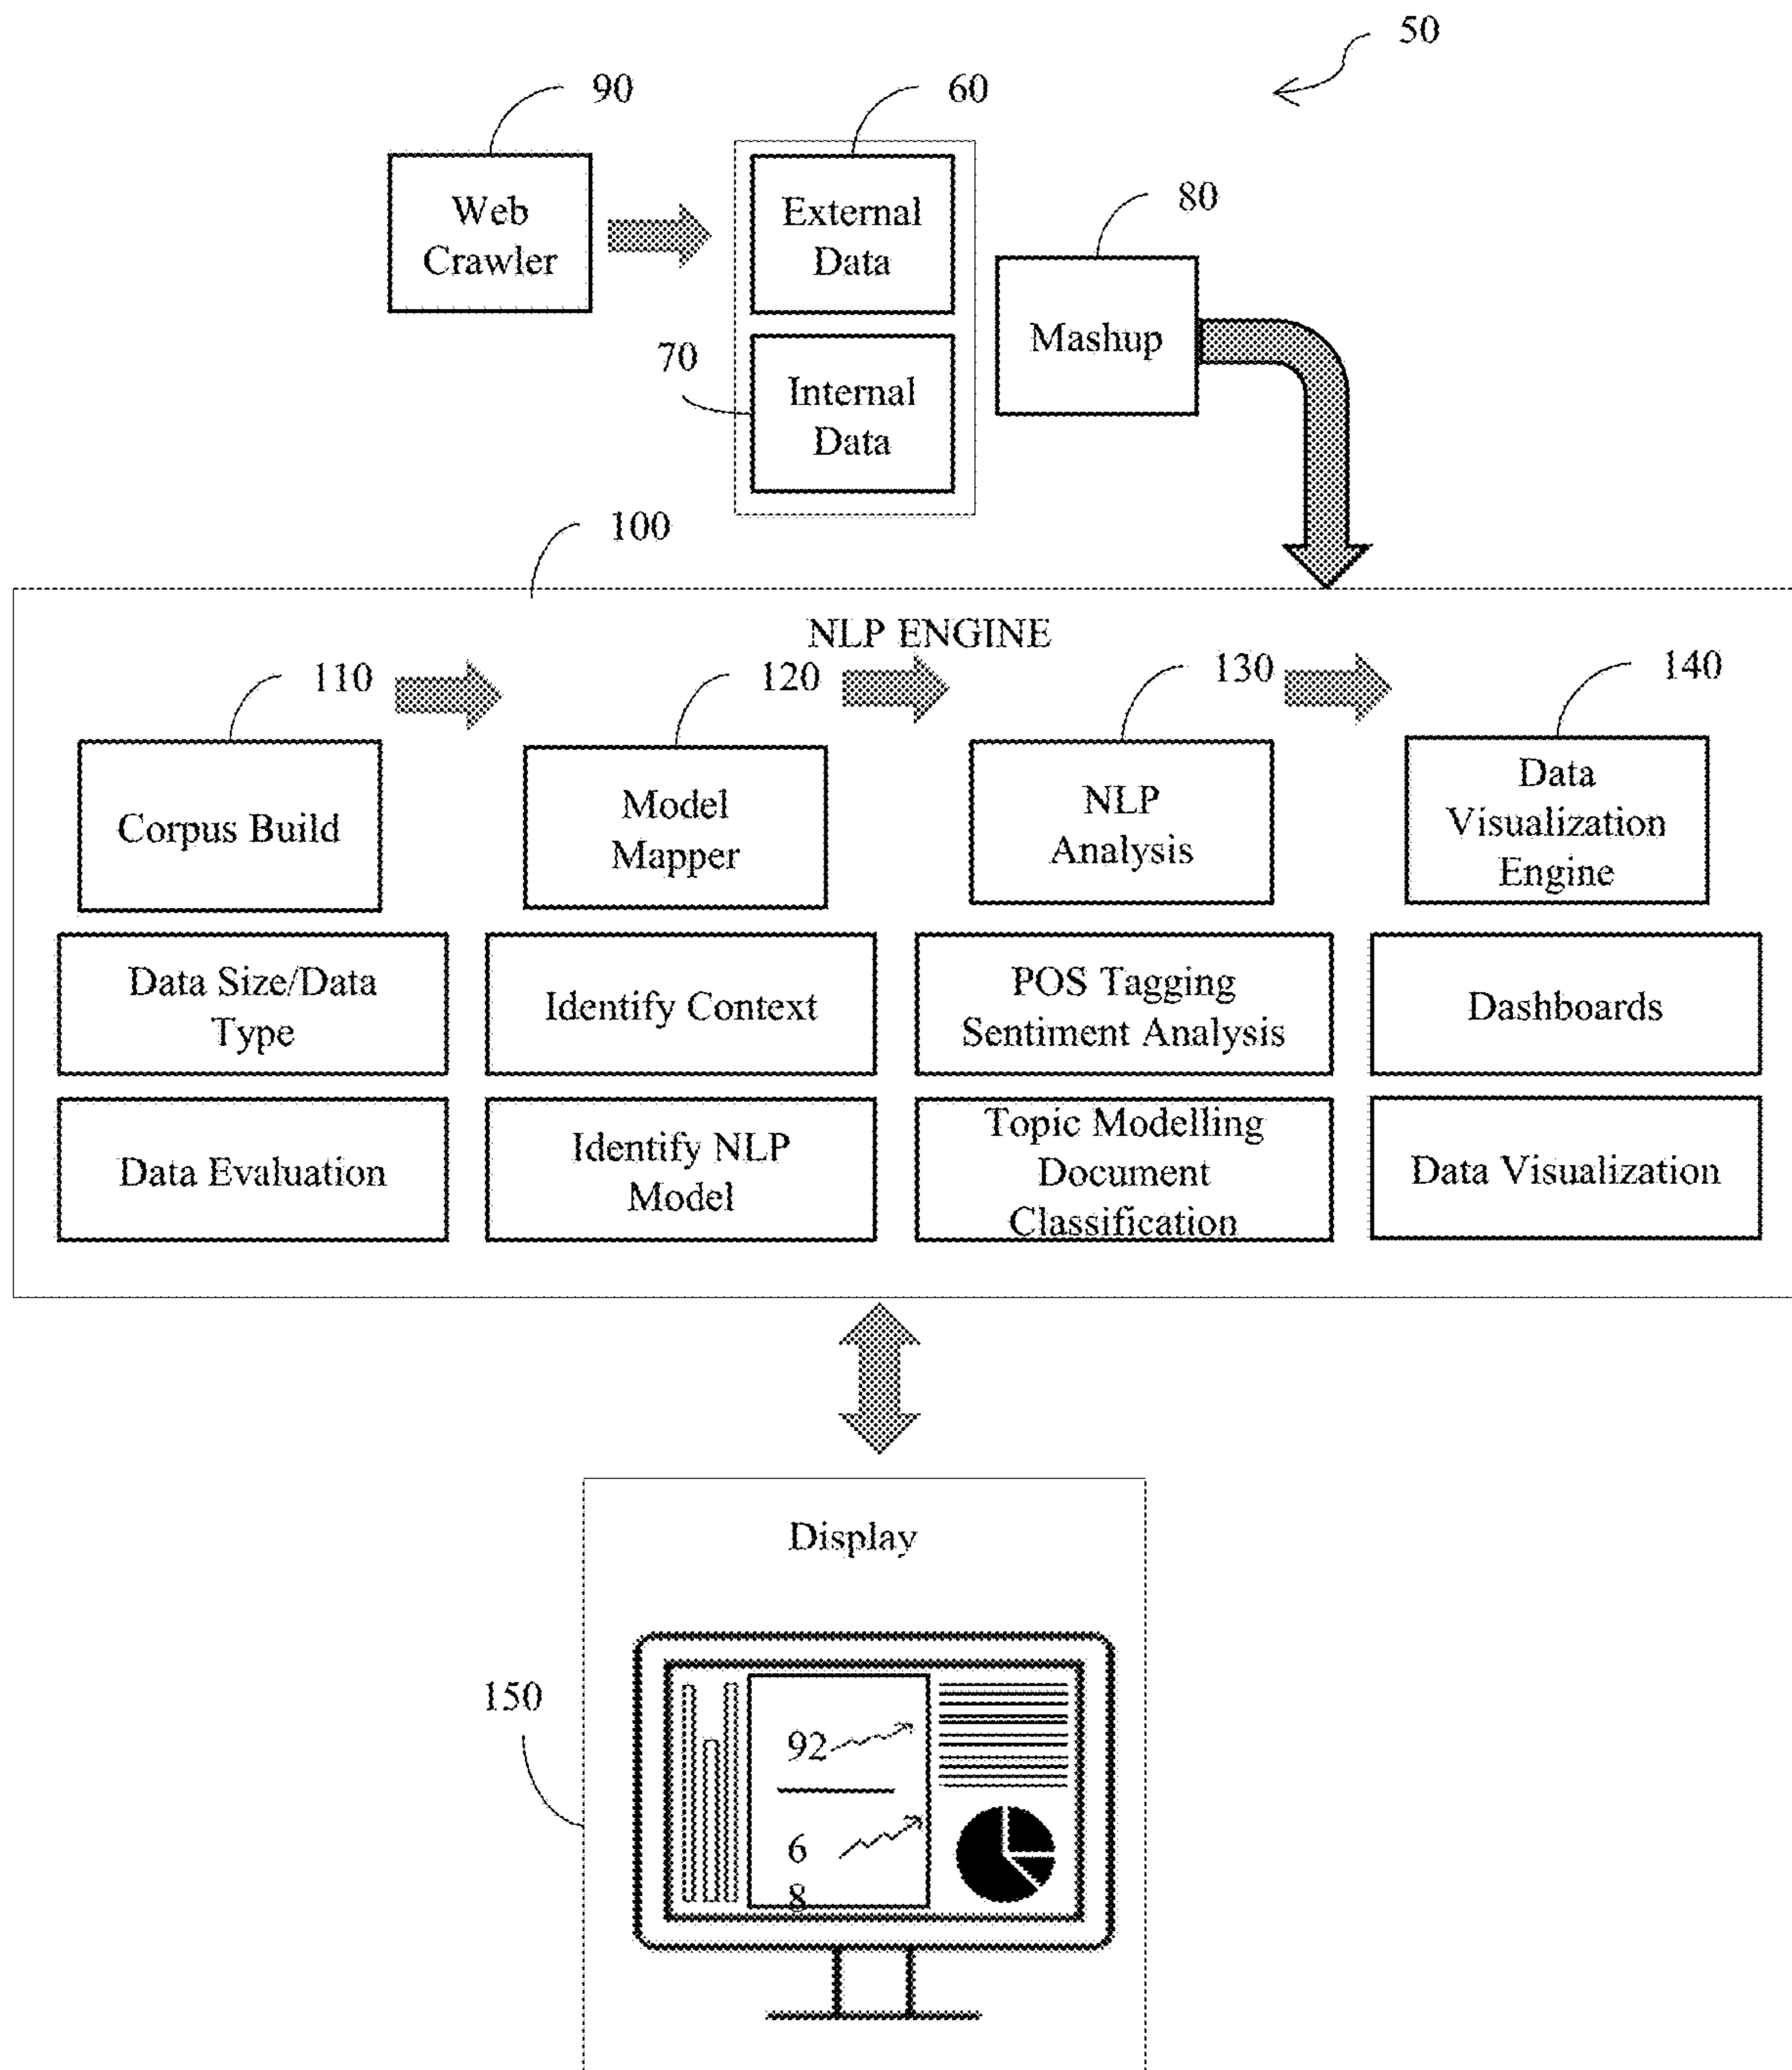 50
90
60
Web
Crawler
External
Data
80
Mashup
70
Internal
Data
100
NLP ENGINE
110
120
130
140
Corpus Build
Model
Mapper
NLP
Analysis
Data
Visualization
Engine
Data Size/Data
Type
Identify Context
POS Tagging
Sentiment Analysis
Dashboards
Data Evaluation
Identify NLP
Model
Topic Modelling
Document
Classification
Data Visualization
Display
150
92
6
8